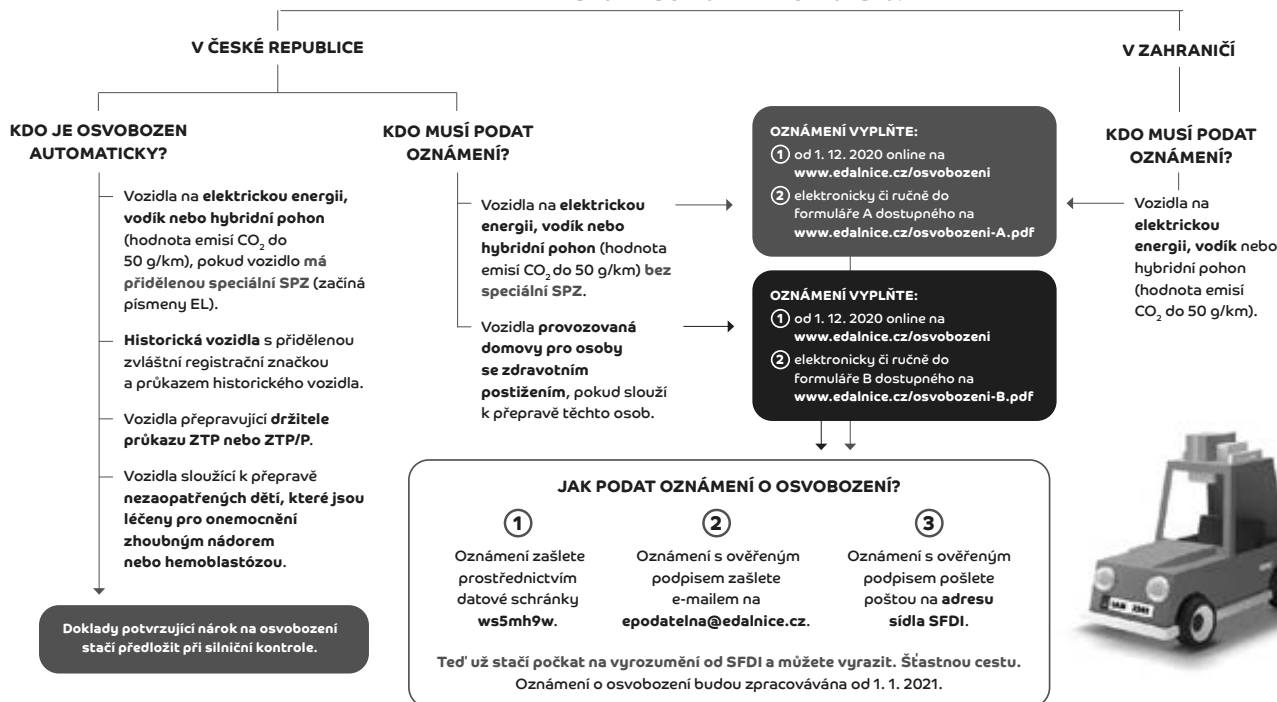 V ČESKÉ REPUBLICE
V ZAHRANIČÍ
KDO JE OSVOBOZEN
AUTOMATICKY?
Vozidla na elektrickou energii,
vodík nebo hybridní pohon
(hodnota emisí CO₂ do
50 g/km), pokud vozidlo má
přidělenou speciální SPZ (začíná
písmeny EL).
Historická vozidla s přidělenou
zvláštní registrační značkou
a průkazem historického vozidla.
Vozidla přepravující držitele
průkazu ZTP nebo ZTP/P.
Vozidla sloužící k přepravě
nezaopatřených dětí, které jsou
léčeny pro onemocnění
zhoubným nádorem
nebo hemoblastózou.
Doklady potvrzující nárok na osvobození
stačí předložit při silniční kontrole.
KDO MUSÍ PODAT
OZNÁMENÍ?
Vozidla na elektrickou
energii, vodík nebo
hybridní pohon (hodnota
emisí CO₂ do 50 g/km) bez
speciální SPZ.
Vozidla provozovaná
domovy pro osoby
se zdravotním
postižením, pokud slouží
k přepravě těchto osob.
OZNÁMENÍ VYPLŇTE:
1 od 1. 12. 2020 online na
www.edalnice.cz/osvobozeni
2 elektronicky či ručně do
formuláře A dostupného na
www.edalnice.cz/osvobozeni-A.pdf
OZNÁMENÍ VYPLŇTE:
1 od 1. 12. 2020 online na
www.edalnice.cz/osvobozeni
2 elektronicky či ručně do
formuláře B dostupného na
www.edalnice.cz/osvobozeni-B.pdf
KDO MUSÍ PODAT
OZNÁMENÍ?
Vozidla na
elektrickou
energii, vodík nebo
hybridní pohon
(hodnota emisí
CO₂ do 50 g/km).
JAK PODAT OZNÁMENÍ O OSVOBOZENÍ?
1
Oznámení zašlete
prostřednictvím
datové schránky
ws5mh9w.
2
Oznámení s ověřeným
podpisem zašlete
e-mailem na
epodatelna@edalnice.cz.
3
Oznámení s ověřeným
podpisem pošlete
poštou na adresu
sídla SFDI.
Teď už stačí počkat na vyrozumění od SFDI a můžete vyrazit. Šťastnou cestu.
Oznámení o osvobození budou zpracovávána od 1. 1. 2021.